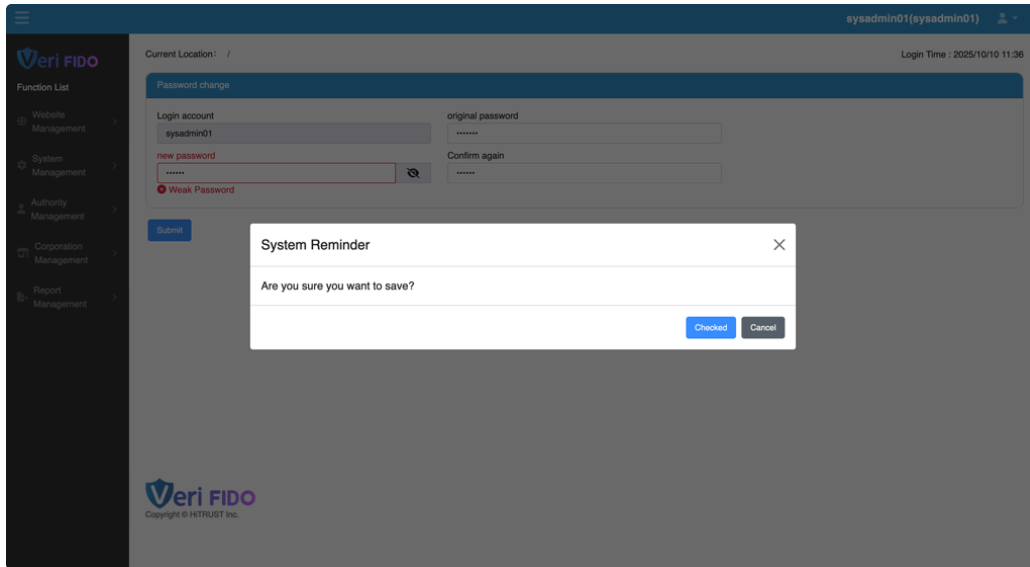 sysadmin01(sysadmin01)
Veri FIDO
Current Location： /
Login Time : 2025/10/10 11:36
Function List
Website
Management
System
Management
Authority
Management
Corporation
Management
Report
Management
Password change
Login account
original password
sysadmin01
•••••••
new password
Confirm again
••••••
••••••
Weak Password
Submit
System Reminder
Are you sure you want to save?
Checked
Cancel
Veri FIDO
Copyright © HiTRUST Inc.